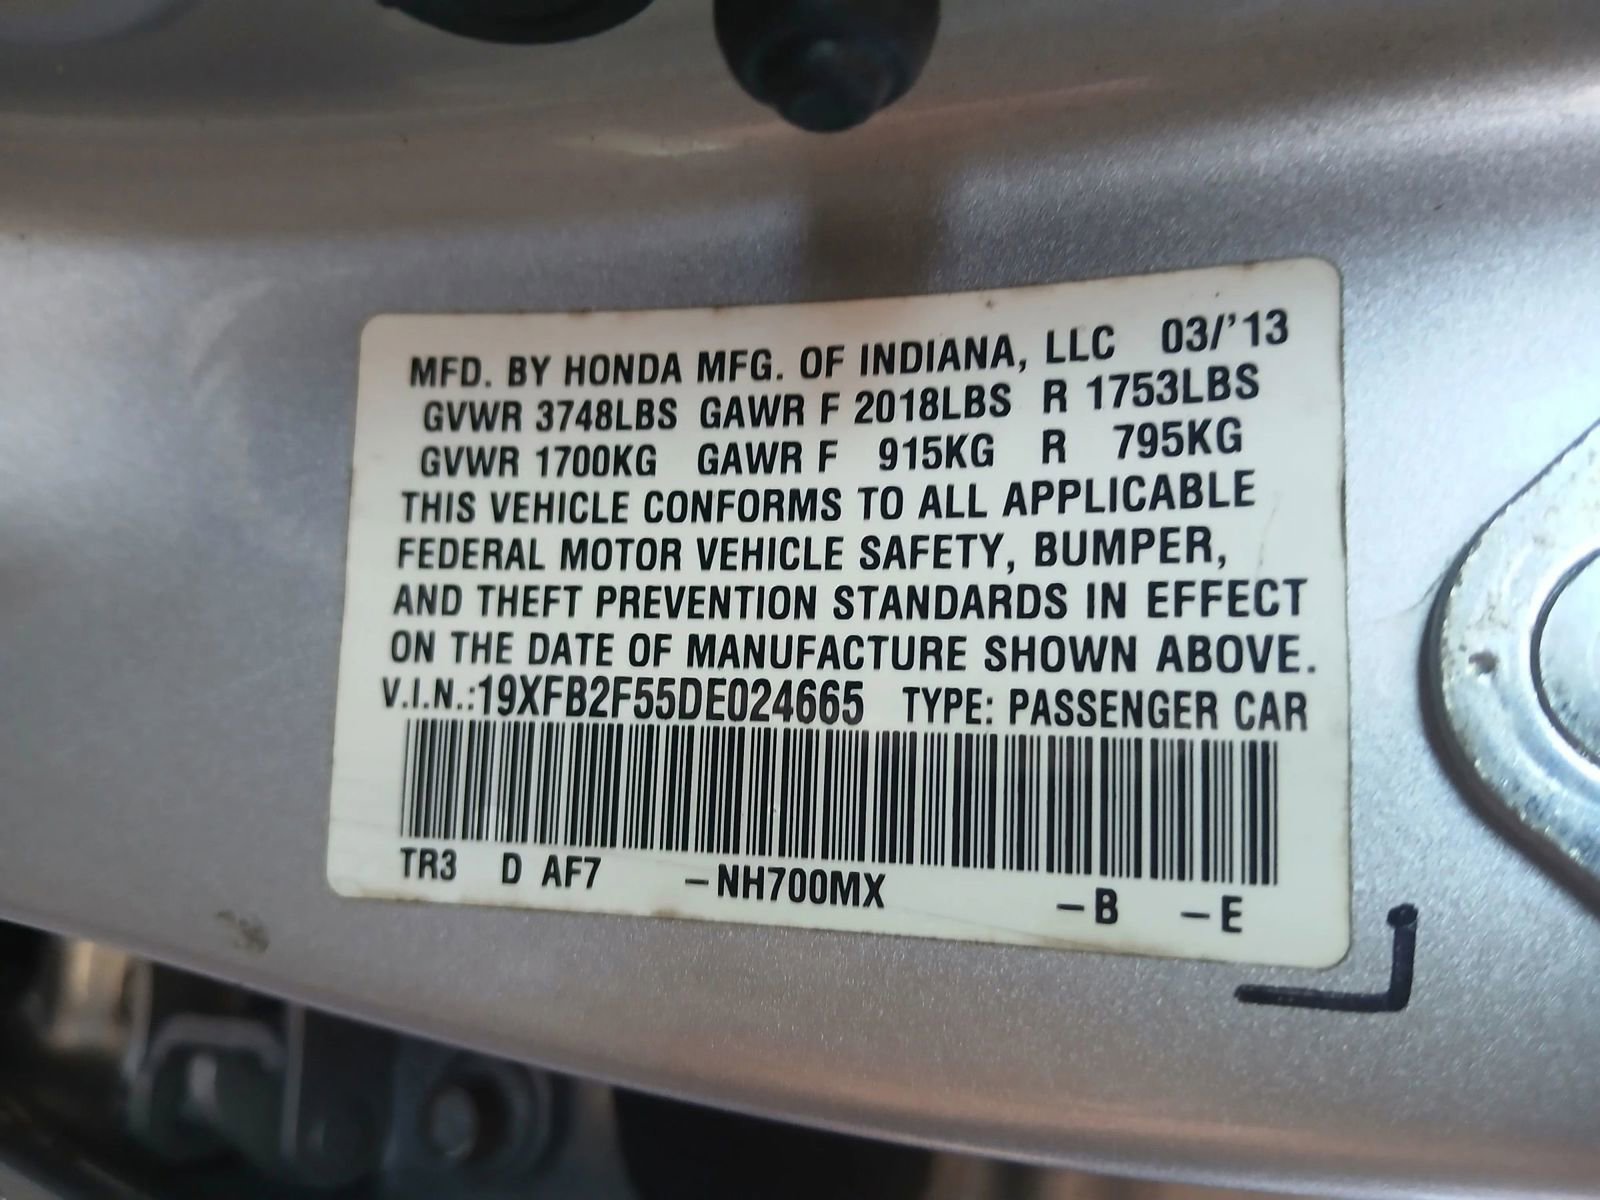 MFD. BY HONDA MFG. OF INDIANA, LLC 03/'13
GVWR 3748LBS GAWR F 2018LBS R 1753LBS
GVWR 1700KG GAWR F 915KG R 795KG
THIS VEHICLE CONFORMS TO ALL APPLICABLE
FEDERAL MOTOR VEHICLE SAFETY, BUMPER,
AND THEFT PREVENTION STANDARDS IN EFFECT
ON THE DATE OF MANUFACTURE SHOWN ABOVE.
V.I.N.:19XFB2F55DE024665 TYPE: PASSENGER CAR
TR3 D AF7 -NH700MX -B -E